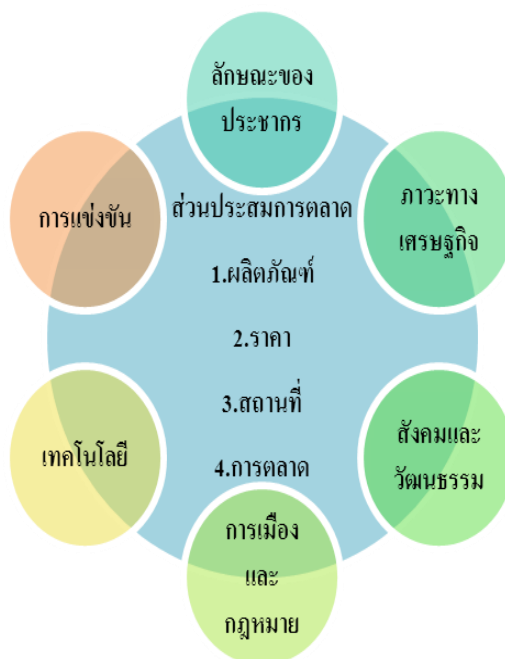 ลักษณะของ
ประชากร
การแข่งขัน
ส่วนประสมการตลาด
ภาวะทาง
เศรษฐกิจ
1.ผลิตภัณฑ์
2.ราคา
3.สถานที่
4.การตลาด
เทคโนโลยี
สังคมและ
วัฒนธรรม
การเมือง
และ
กฎหมาย